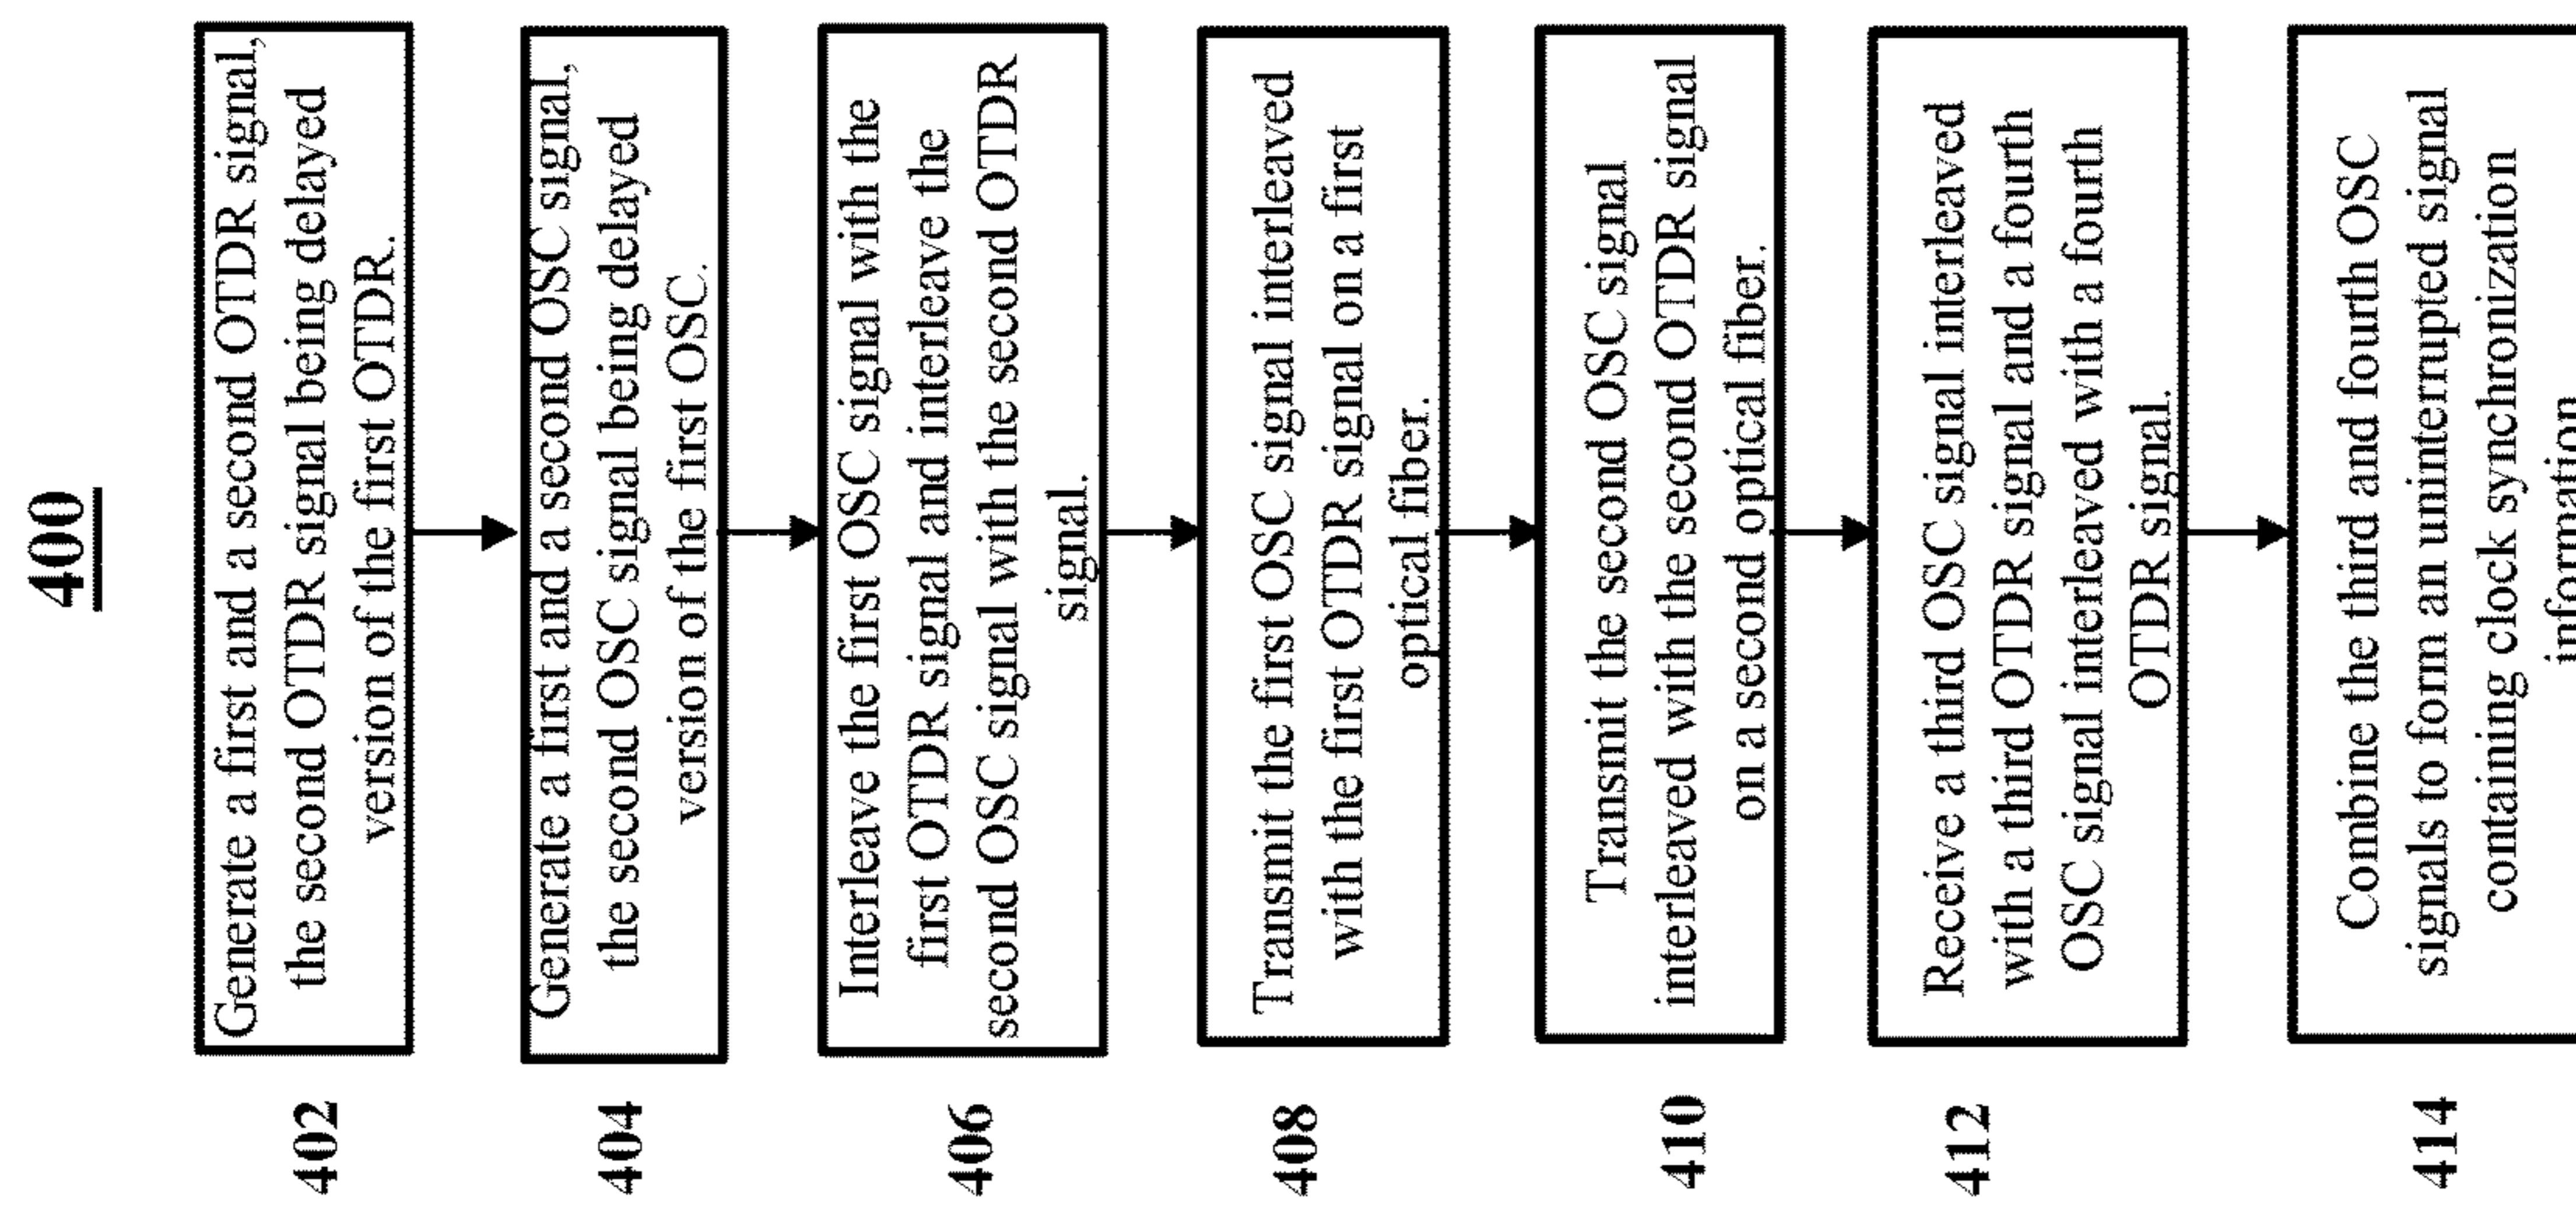 400
402
Generate a first and a second OTDR signal,
the second OTDR signal being delayed
version of the first OTDR.
404
Generate a first and a second OSC signal,
the second OSC signal being delayed
version of the first OSC.
406
Interleave the first OSC signal with the
first OTDR signal and interleave the
second OSC signal with the second OTDR
signal.
408
Transmit the first OSC signal interleaved
with the first OTDR signal on a first
optical fiber.
410
Transmit the second OSC signal
interleaved with the second OTDR signal
on a second optical fiber.
412
Receive a third OSC signal interleaved
with a third OTDR signal and a fourth
OSC signal interleaved with a fourth
OTDR signal.
414
Combine the third and fourth OSC
signals to form an uninterrupted signal
containing clock synchronization
information